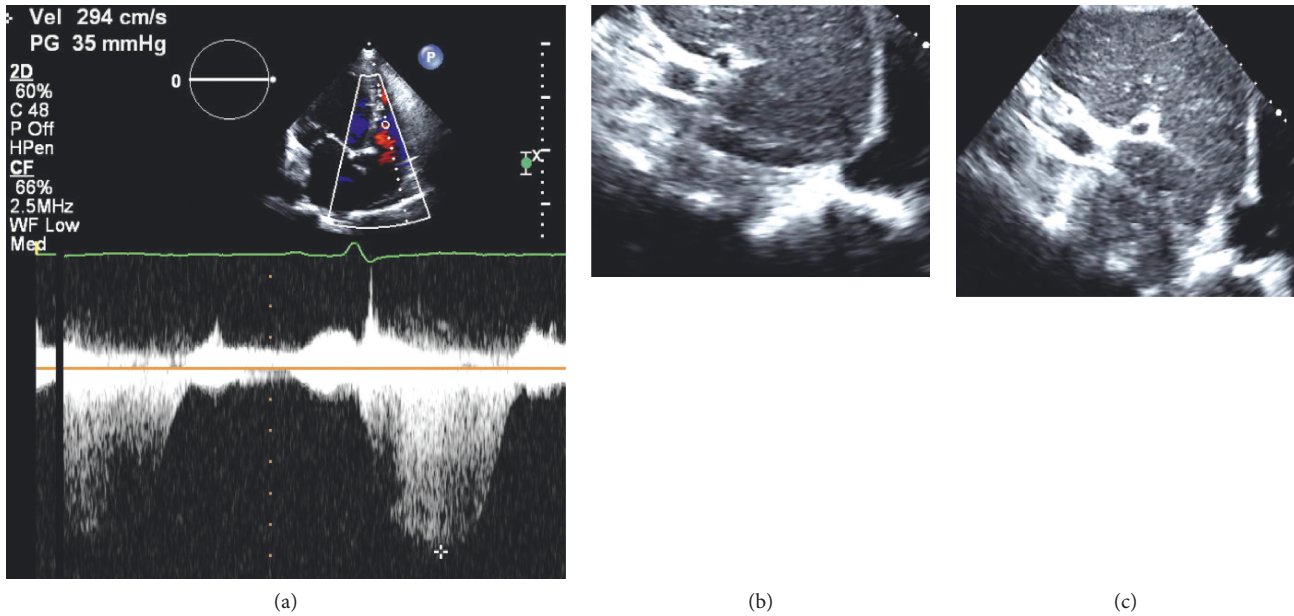 Vel 294 cm/s
PG 35 mmHg
2D
60%
C 48
P Off
HPen
CF
66%
2.5MHz
WF Low
Med
0
P
X
(a)
(b)
(c)